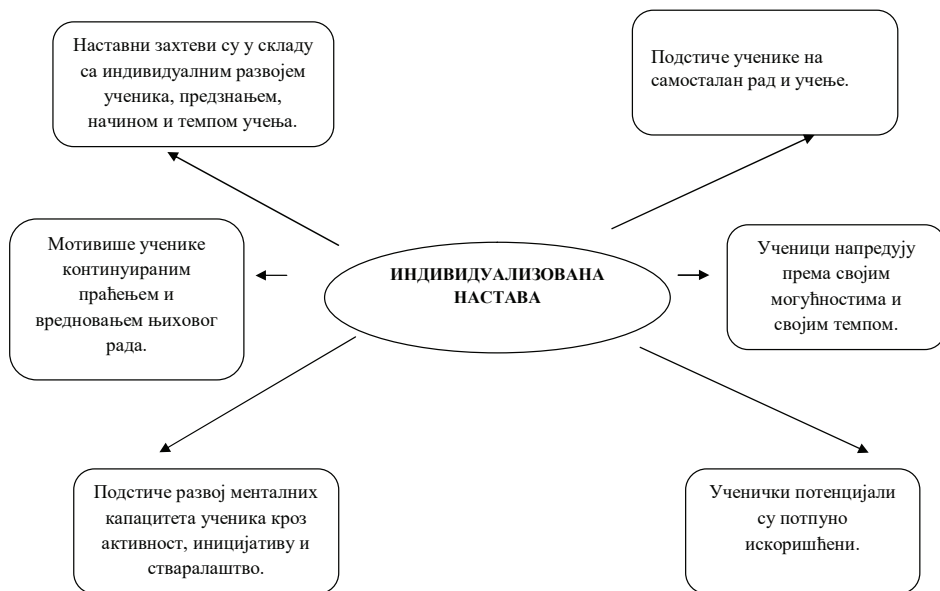 Наставни захтеви су у складу
са индивидуалним развојем
ученика, предзнањем,
начином и темпом учења.
Подстиче ученике на
самосталан рад и учење.
Мотивише ученике
континуираним
праћењем и
вредновањем њиховог
рада.
ИНДИВИДУАЛИЗОВАНА
НАСТАВА
Ученици напредују
према својим
могућностима и
својим темпом.
Подстиче развој менталних
капацитета ученика кроз
активност, иницијативу и
стваралаштво.
Ученички потенцијали
су потпуно
искоришћени.